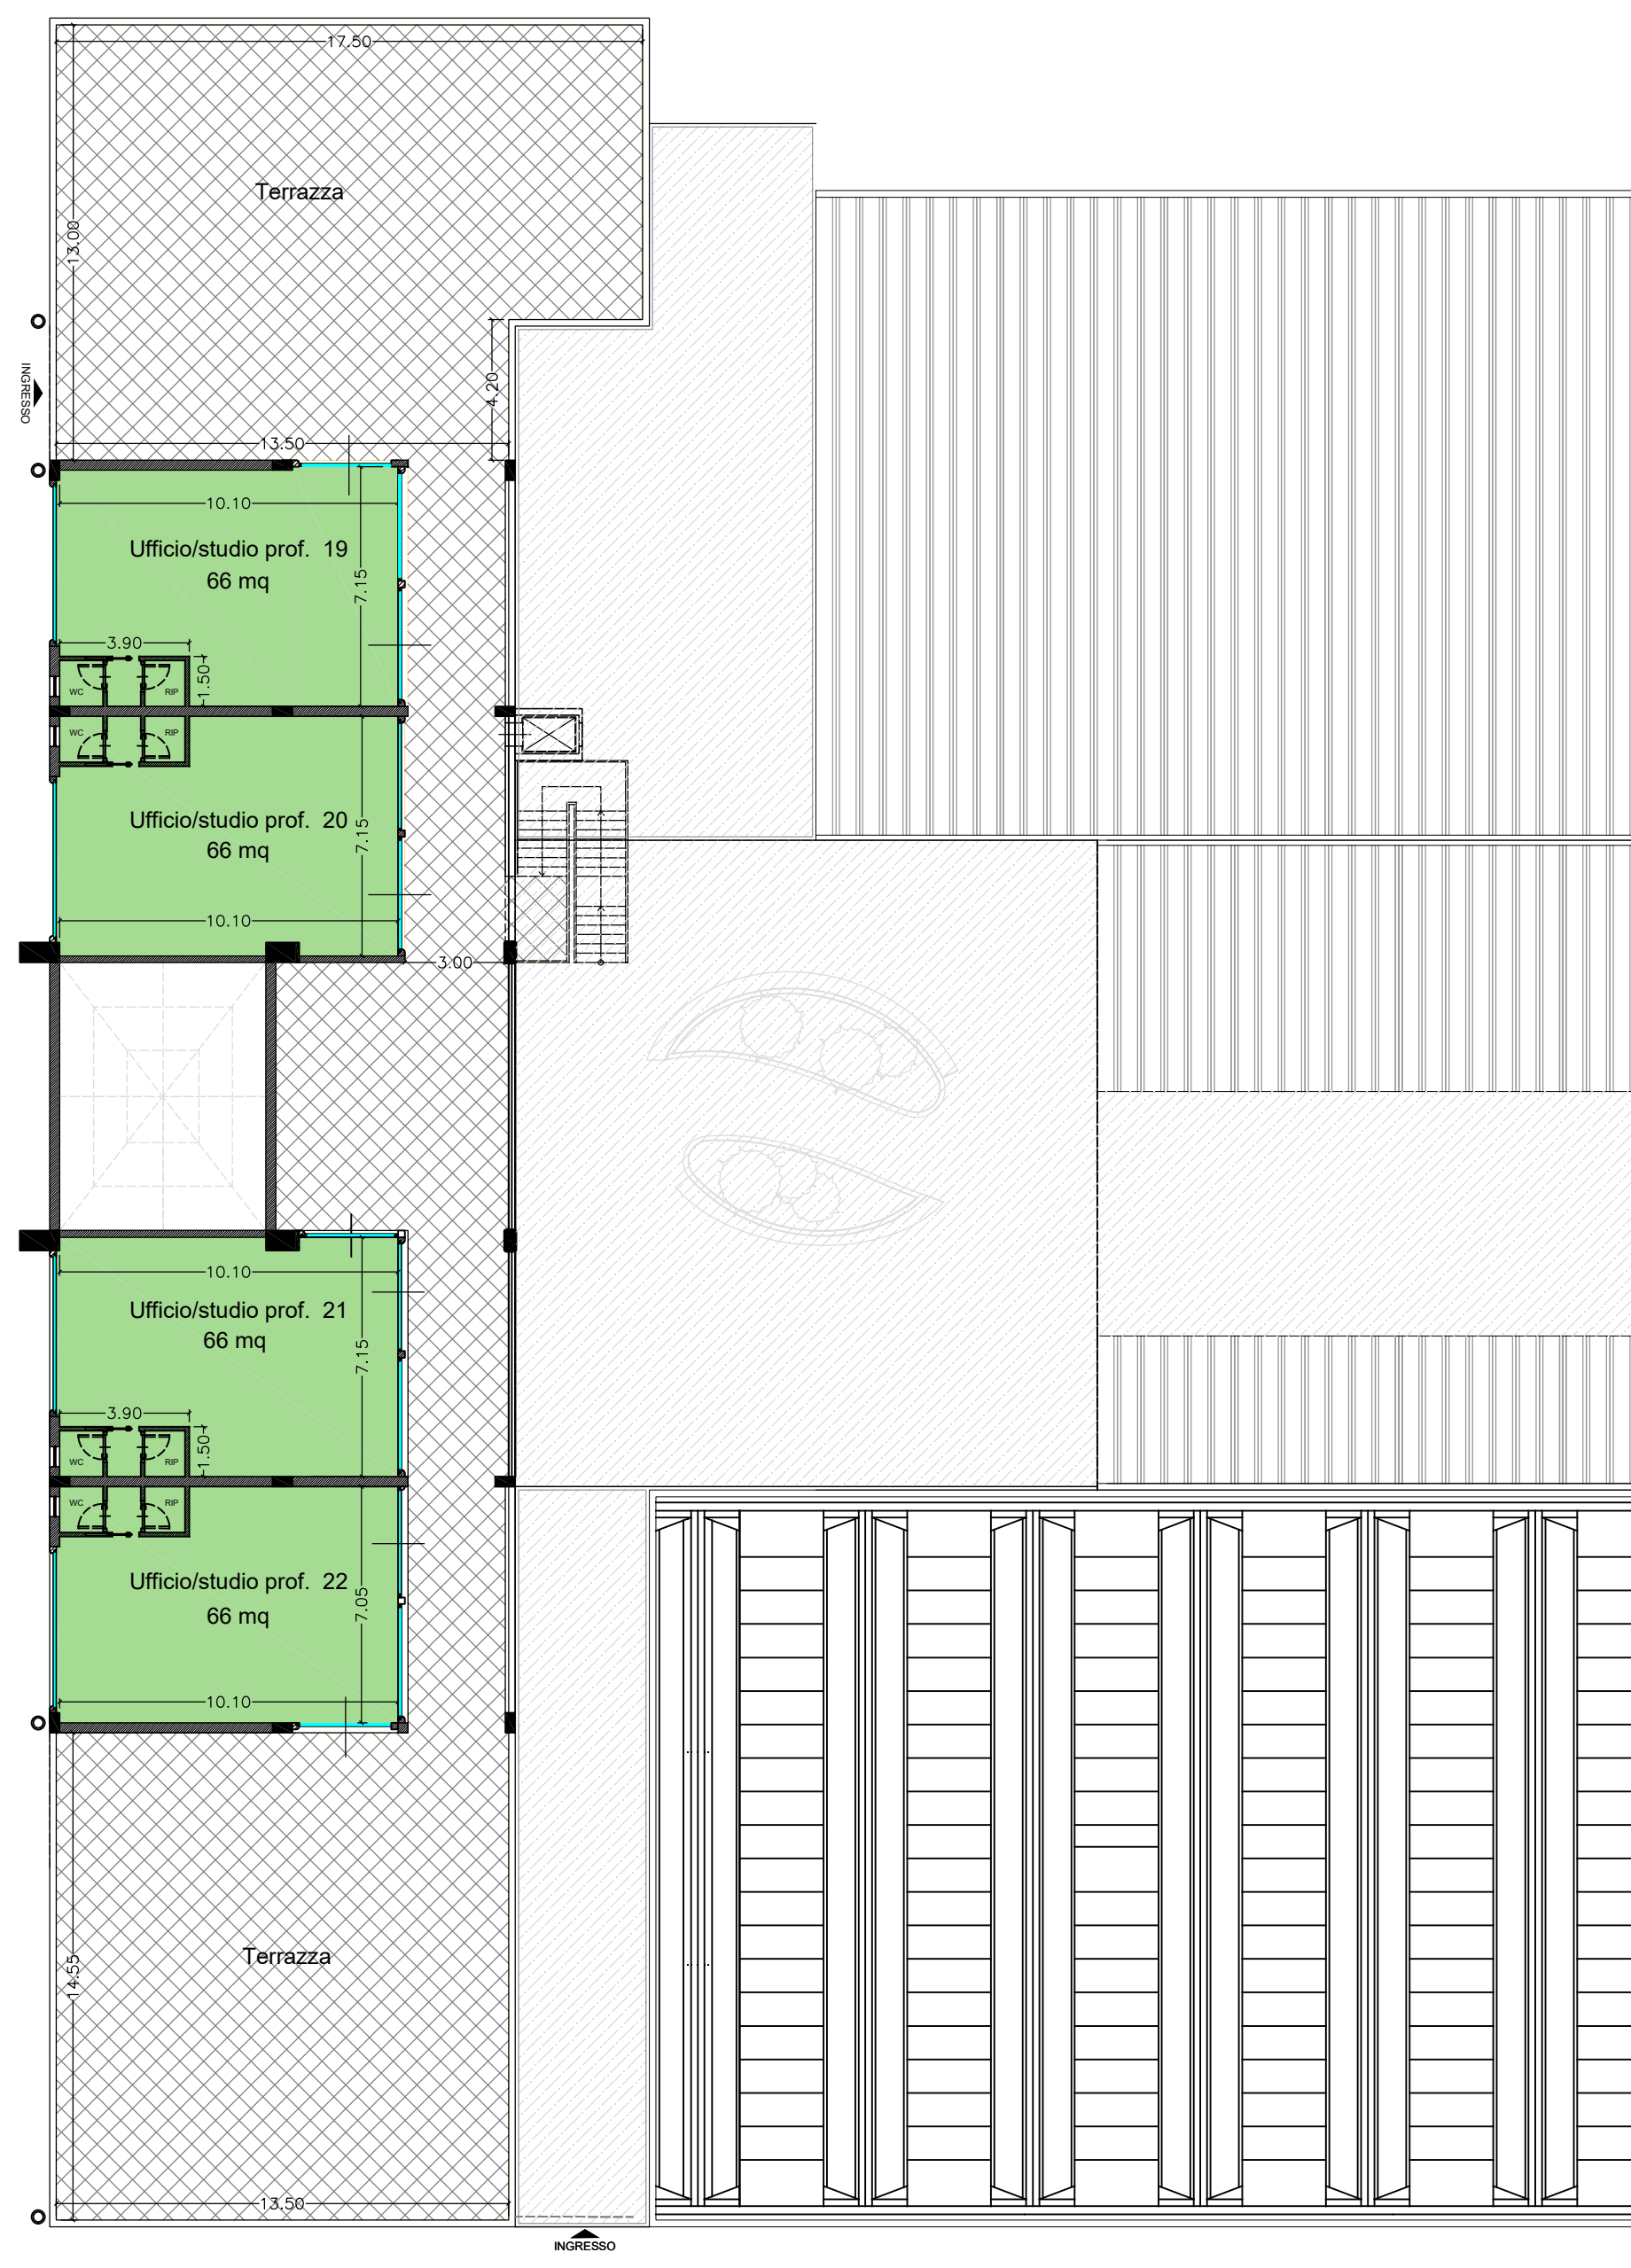 17.50
Terrazza
13.00
INGRESSO
4.20
13.50
10.10
Ufficio/studio prof. 19
66 mq
7.15
3.90
1.50
WC
RIP
WC
RIP
Ufficio/studio prof. 20
66 mq
7.15
10.10
3.00
10.10
Ufficio/studio prof. 21
66 mq
7.15
3.90
1.50
WC
RIP
WC
RIP
Ufficio/studio prof. 22
66 mq
7.05
10.10
Terrazza
14.55
13.50
INGRESSO